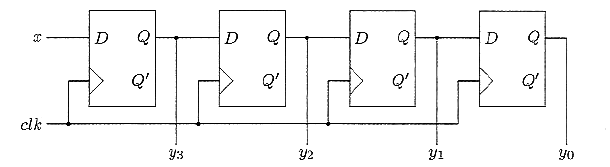 x D Q D Q D Q D Q
Q' Q' Q' Q'
clk
y₃ y₂ y₁ y₀